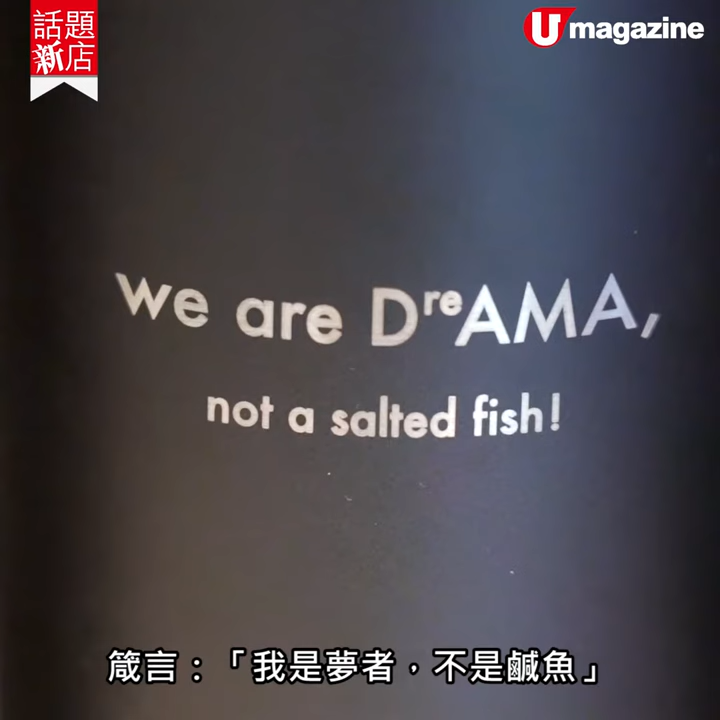 話題
新店
U magazine
we are DreAMA,
not a salted fish!
箴言：「我是夢者，不是鹹魚」